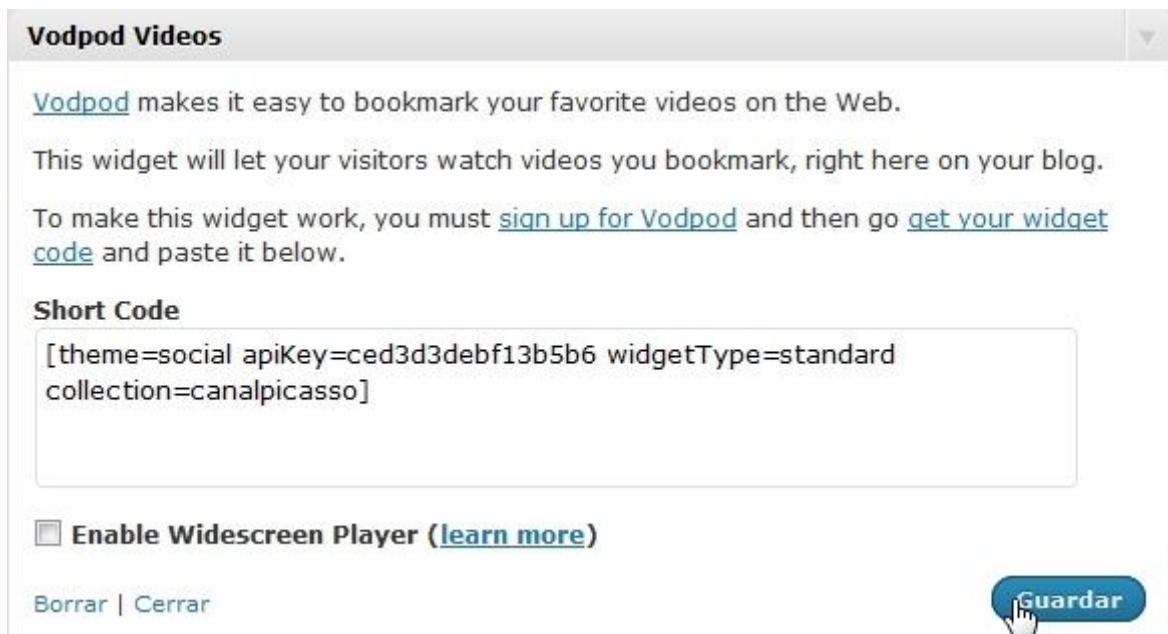 Vodpod Videos
Vodpod makes it easy to bookmark your favorite videos on the Web.
This widget will let your visitors watch videos you bookmark, right here on your blog.
To make this widget work, you must sign up for Vodpod and then go get your widget
code and paste it below.
Short Code
[theme=social apiKey=ced3d3debf13b5b6 widgetType=standard
collection=canalpicasso]
Enable Widescreen Player (learn more)
Borrar | Cerrar
Guardar